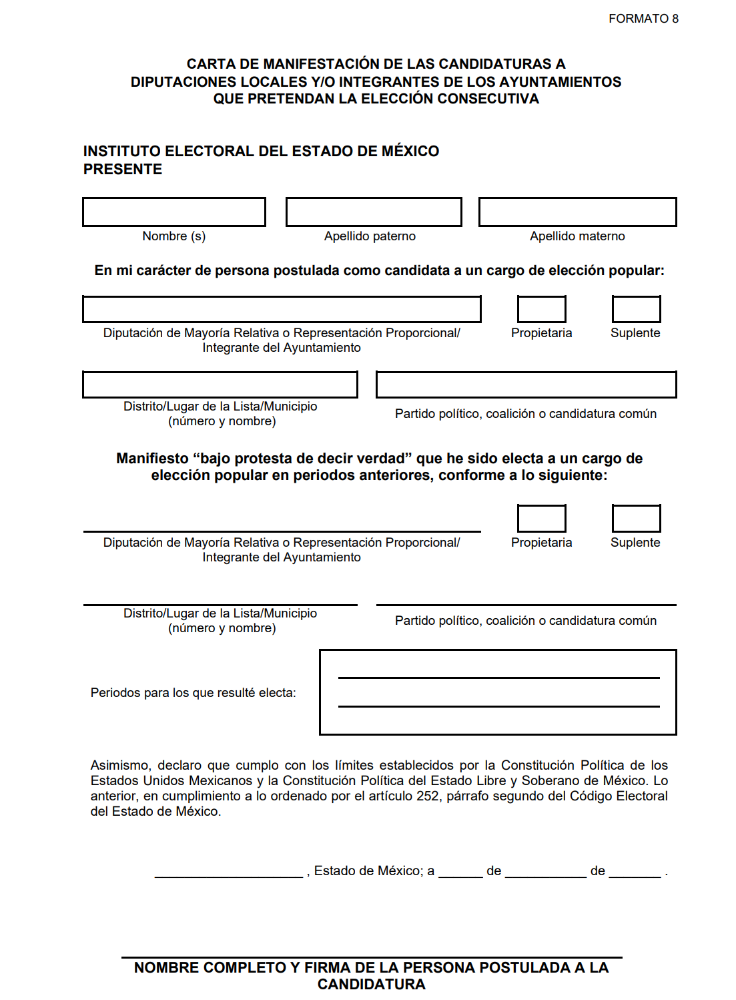 FORMATO 8
CARTA DE MANIFESTACIÓN DE LAS CANDIDATURAS A
DIPUTACIONES LOCALES Y/O INTEGRANTES DE LOS AYUNTAMIENTOS
QUE PRETENDAN LA ELECCIÓN CONSECUTIVA
INSTITUTO ELECTORAL DEL ESTADO DE MÉXICO
PRESENTE
Nombre (s) Apellido paterno Apellido materno
En mi carácter de persona postulada como candidata a un cargo de elección popular:
Diputación de Mayoría Relativa o Representación Proporcional/ Propietaria Suplente
Integrante del Ayuntamiento
Distrito/Lugar de la Lista/Municipio
(número y nombre)
Partido político, coalición o candidatura común
Manifiesto “bajo protesta de decir verdad” que he sido electa a un cargo de
elección popular en periodos anteriores, conforme a lo siguiente:
Diputación de Mayoría Relativa o Representación Proporcional/ Propietaria Suplente
Integrante del Ayuntamiento
Distrito/Lugar de la Lista/Municipio
(número y nombre)
Partido político, coalición o candidatura común
Periodos para los que resulté electa:
Asimismo, declaro que cumplo con los límites establecidos por la Constitución Política de los
Estados Unidos Mexicanos y la Constitución Política del Estado Libre y Soberano de México. Lo
anterior, en cumplimiento a lo ordenado por el artículo 252, párrafo segundo del Código Electoral
del Estado de México.
____________________ , Estado de México; a ______ de ___________ de _______ .
NOMBRE COMPLETO Y FIRMA DE LA PERSONA POSTULADA A LA
CANDIDATURA